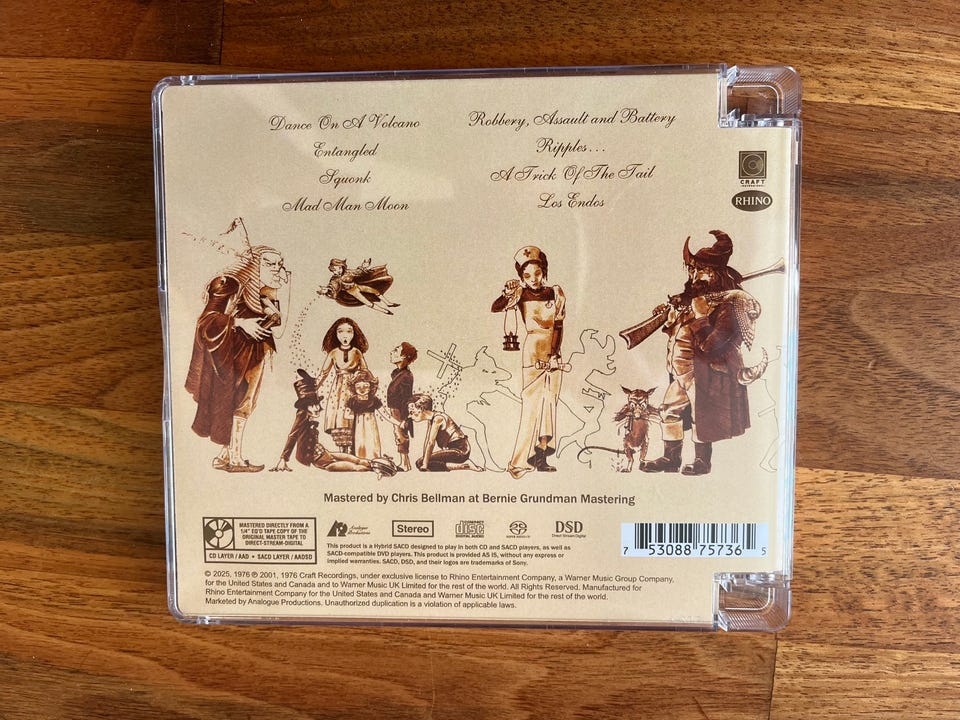 Dance On A Volcano
Entangled
Squonk
Mad Man Moon
Robbery, Assault and Battery
Ripples...
A Trick Of The Tail
Los Endos
CRAFT
RHINO
Mastered by Chris Bellman at Bernie Grundman Mastering
MASTERED DIRECTLY FROM A
1/4" EQ'D TAPE COPY OF THE
ORIGINAL MASTER TAPE TO
DIRECT-STREAM-DIGITAL
CD LAYER / AAD • SACD LAYER / AADSD
Analogue Productions
Stereo
COMPACT
disc
DIGITAL AUDIO
SUPER AUDIO CD
DSD
Direct Stream Digital
This product is a Hybrid SACD designed to play in both CD and SACD players, as well as
SACD-compatible DVD players. This product is provided AS IS, without any express or
implied warranties. SACD, DSD, and their logos are trademarks of Sony.
7 53088 75736 5
© 2025, 1976 ℗ 2001, 1976 Craft Recordings, under exclusive license to Rhino Entertainment Company, a Warner Music Group Company,
for the United States and Canada and to Warner Music UK Limited for the rest of the world. All Rights Reserved. Manufactured for
Rhino Entertainment Company for the United States and Canada and Warner Music UK Limited for the rest of the world.
Marketed by Analogue Productions. Unauthorized duplication is a violation of applicable laws.